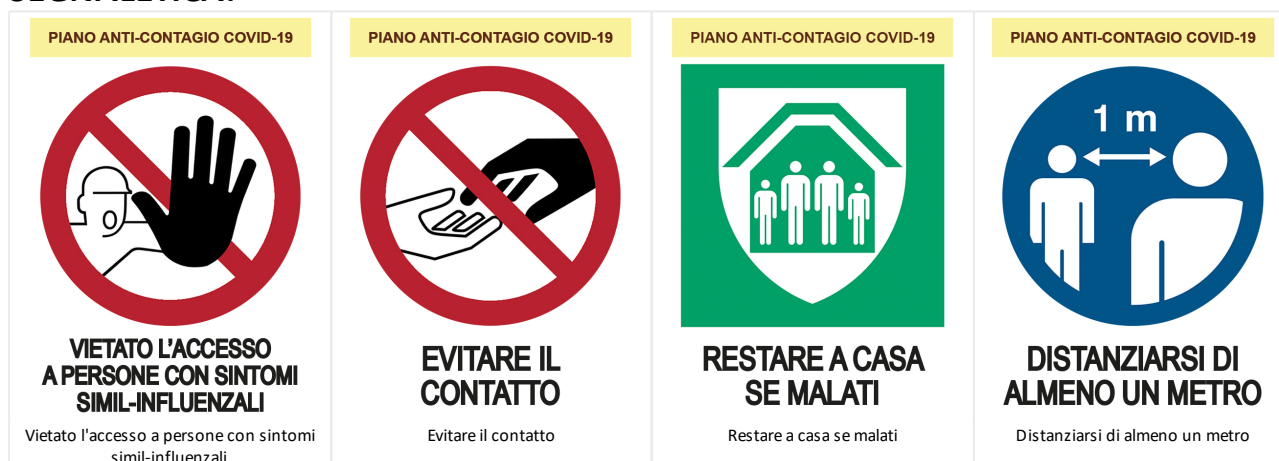 PIANO ANTI-CONTAGIO COVID-19
VIETATO L'ACCESSO
A PERSONE CON SINTOMI
SIMIL-INFLUENZALI
Vietato l'accesso a persone con sintomi
simil-influenzali
PIANO ANTI-CONTAGIO COVID-19
EVITARE IL
CONTATTO
Evitare il contatto
PIANO ANTI-CONTAGIO COVID-19
RESTARE A CASA
SE MALATI
Restare a casa se malati
PIANO ANTI-CONTAGIO COVID-19
1 m
DISTANZIARSI DI
ALMENO UN METRO
Distanziarsi di almeno un metro